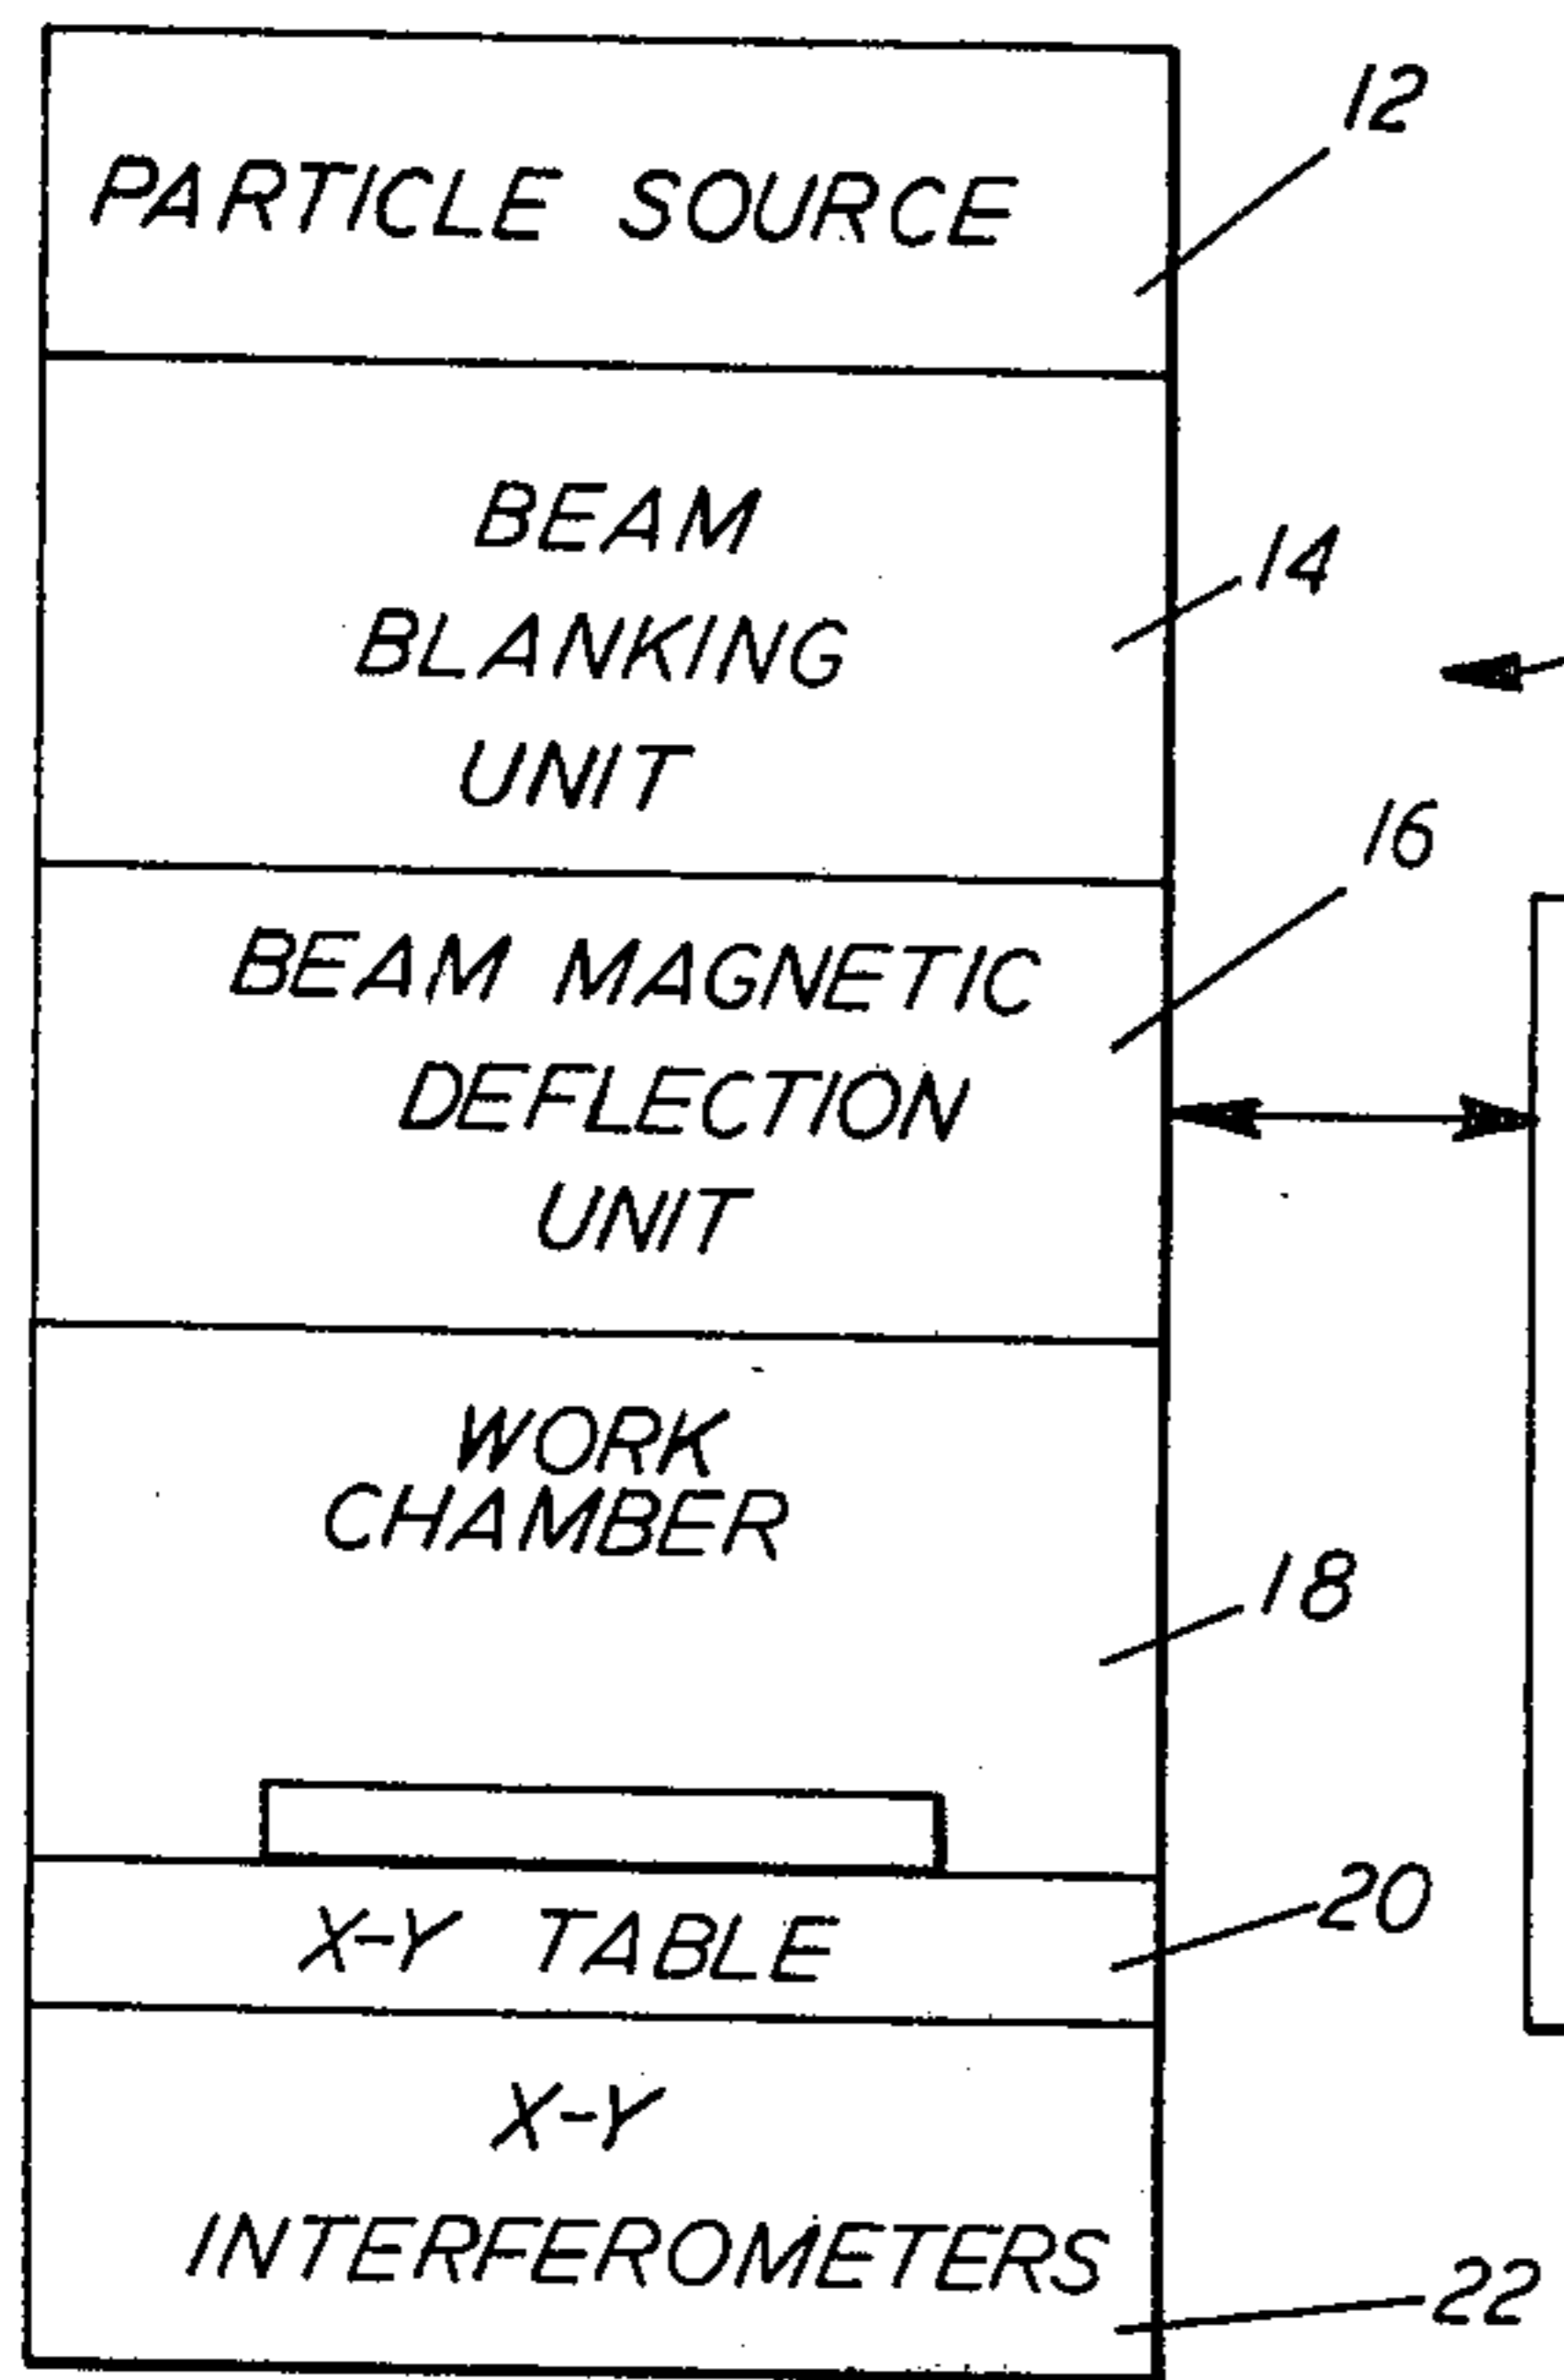 PARTICLE SOURCE
12
BEAM
BLANKING
UNIT
14
BEAM MAGNETIC
DEFLECTION
UNIT
16
WORK
CHAMBER
18
X-Y TABLE
20
X-Y
INTERFEROMETERS
22